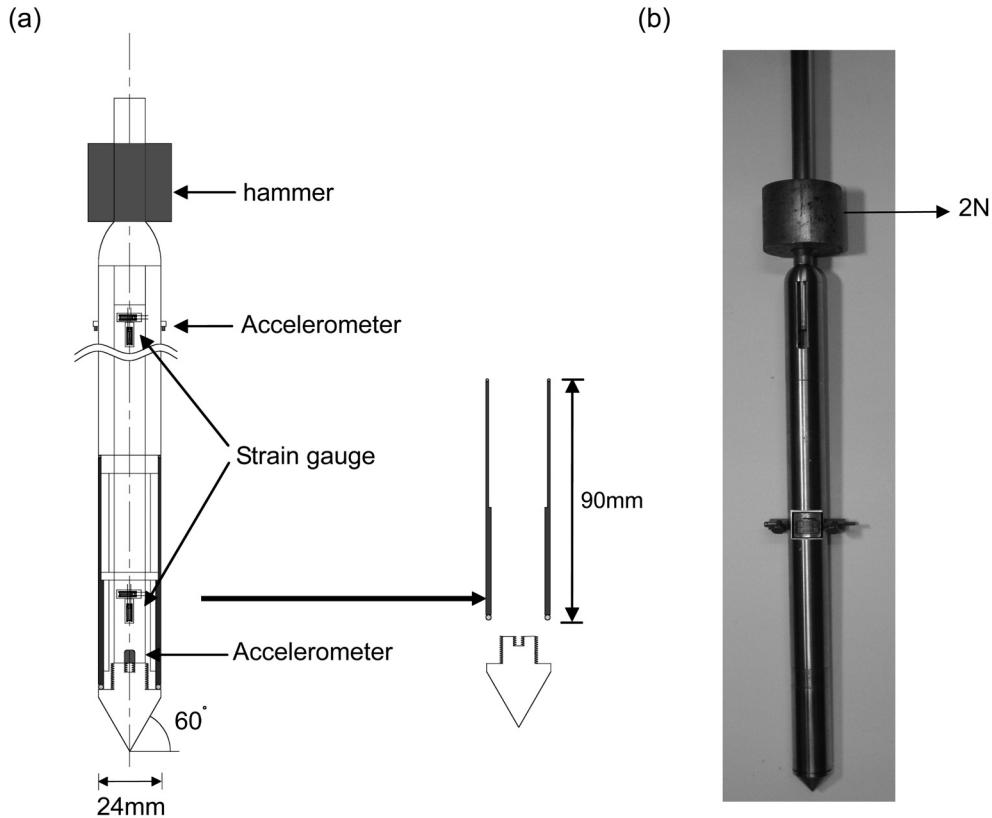 (a)
(b)
hammer
2N
Accelerometer
Strain gauge
90mm
Accelerometer
60°
24mm